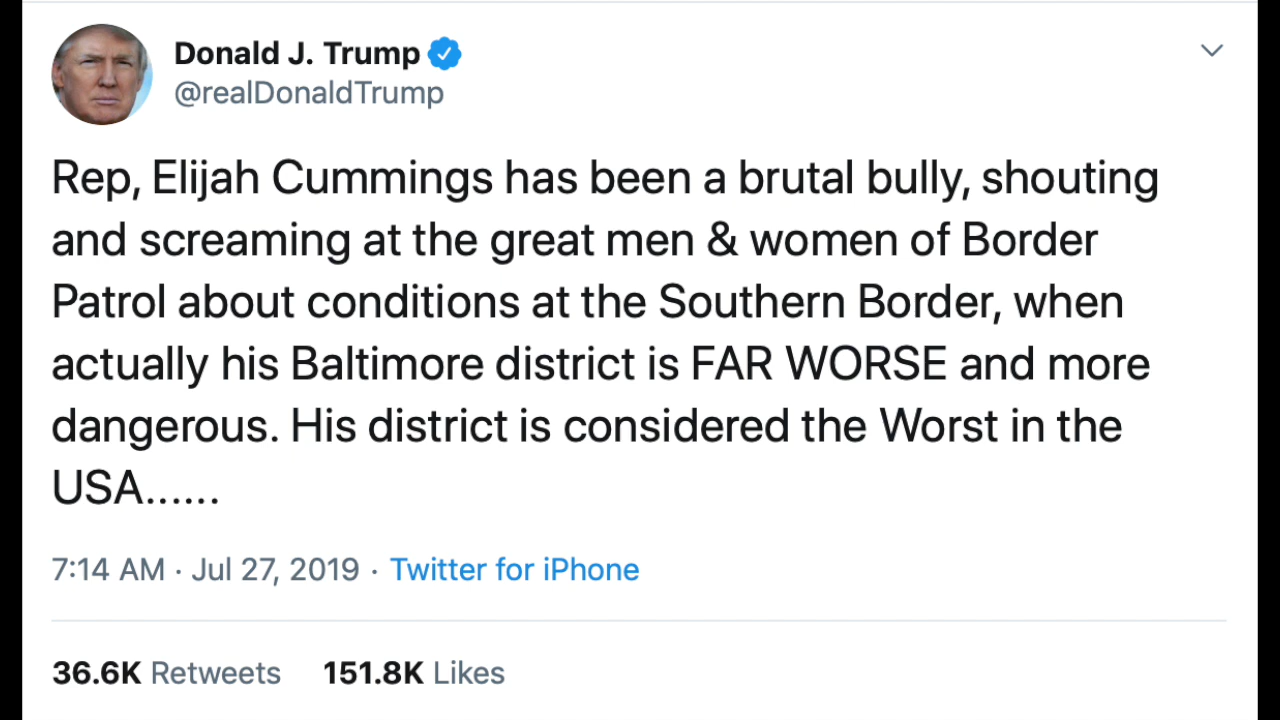 Donald J. Trump
@realDonaldTrump
Rep, Elijah Cummings has been a brutal bully, shouting
and screaming at the great men & women of Border
Patrol about conditions at the Southern Border, when
actually his Baltimore district is FAR WORSE and more
dangerous. His district is considered the Worst in the
USA......
7:14 AM · Jul 27, 2019 · Twitter for iPhone
36.6K Retweets 151.8K Likes